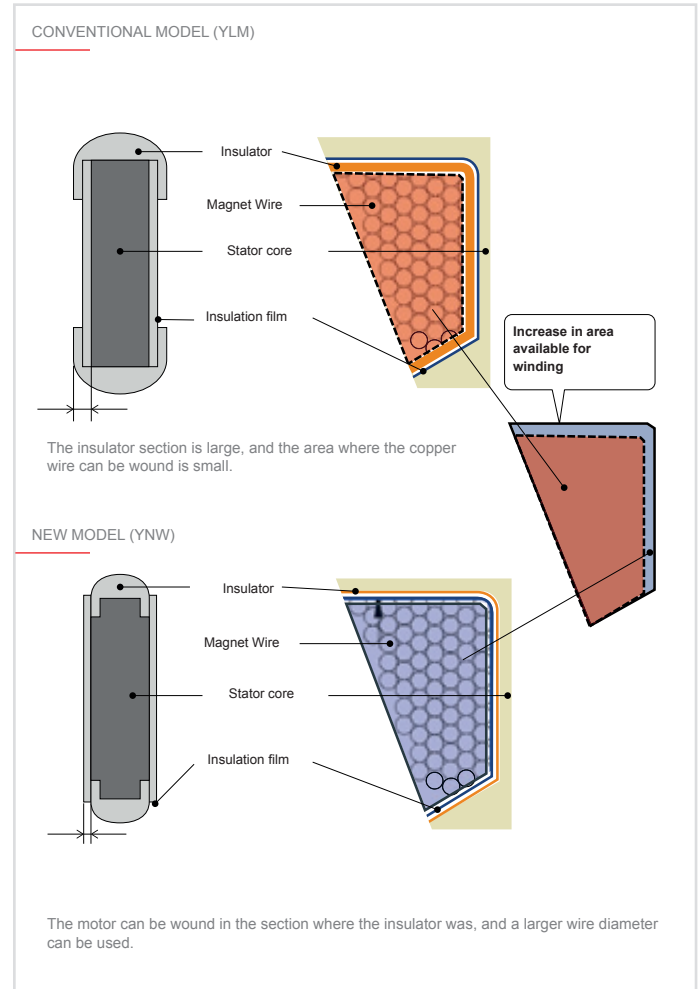 CONVENTIONAL MODEL (YLM)
Insulator
Magnet Wire
Stator core
Insulation film
Increase in area
available for
winding
The insulator section is large, and the area where the copper
wire can be wound is small.
NEW MODEL (YNW)
Insulator
Magnet Wire
Stator core
Insulation film
The motor can be wound in the section where the insulator was, and a larger wire diameter
can be used.